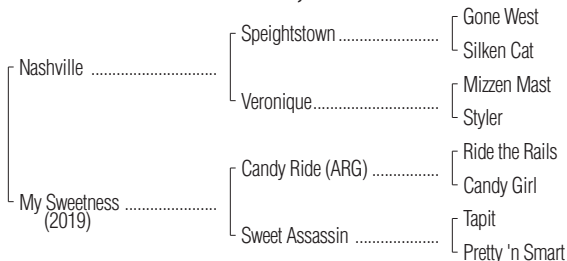 Gone West
Speightstown ........................
Silken Cat
Nashville ..............................
Mizzen Mast
Veronique..............................
Styler
Ride the Rails
Candy Ride (ARG) ................
Candy Girl
My Sweetness ......................
(2019)
Tapit
Sweet Assassin ....................
Pretty 'n Smart